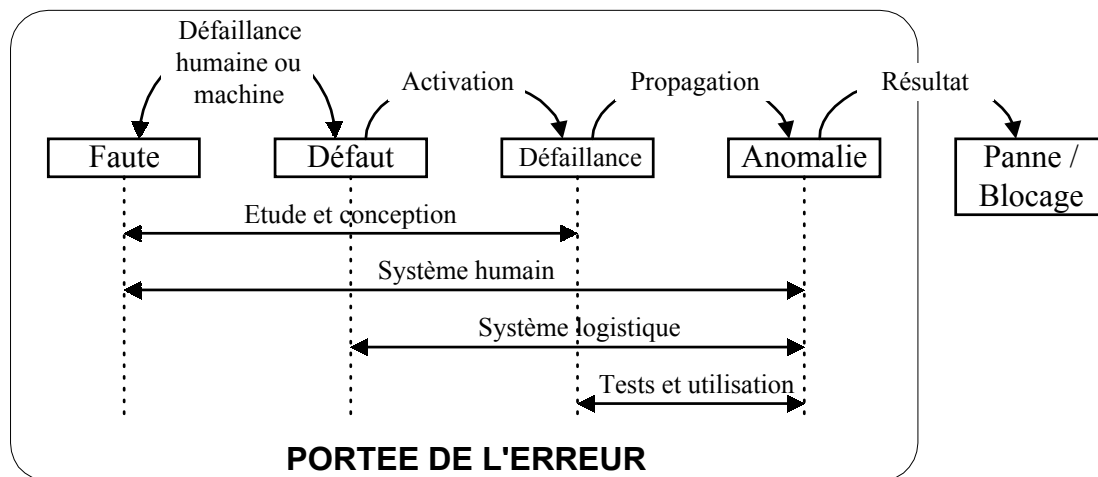 Défaillance
humaine ou
machine
Activation
Propagation
Résultat
Faute
Défaut
Défaillance
Anomalie
Panne /
Blocage
Etude et conception
Système humain
Système logistique
Tests et utilisation
PORTEE DE L'ERREUR